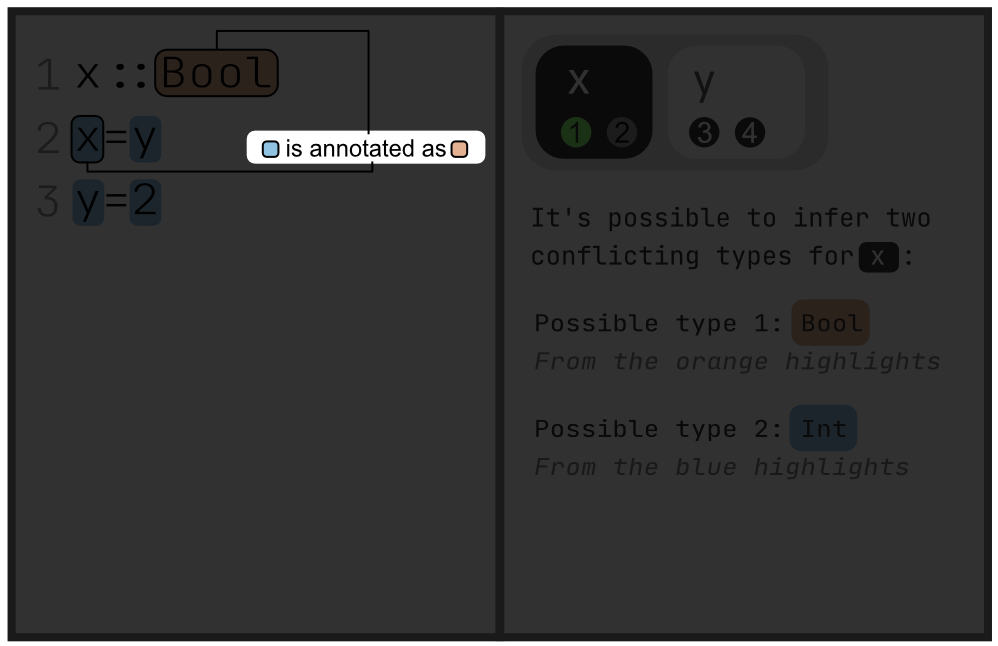 1 x::Bool
2 x=y
is annotated as
3 y=2
x y
1 2 3 4
It's possible to infer two
conflicting types for x :
Possible type 1: Bool
From the orange highlights
Possible type 2: Int
From the blue highlights